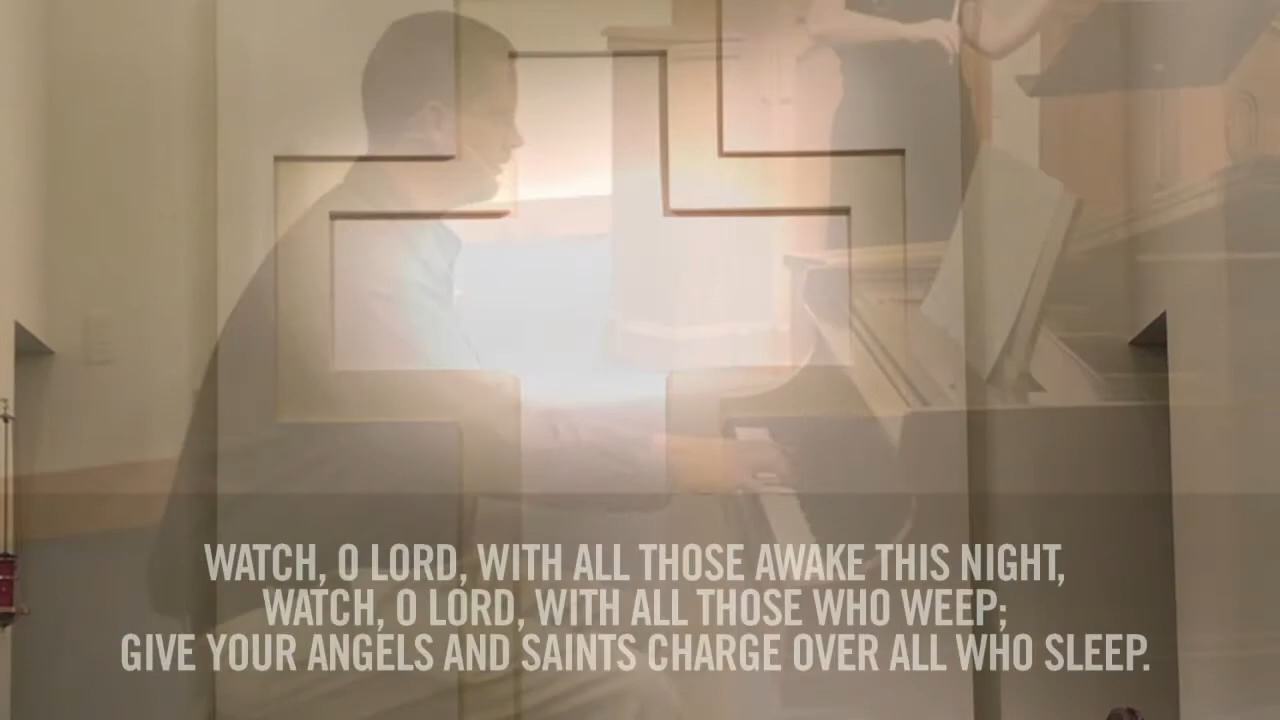 WATCH, O LORD, WITH ALL THOSE AWAKE THIS NIGHT,
WATCH, O LORD, WITH ALL THOSE WHO WEEP;
GIVE YOUR ANGELS AND SAINTS CHARGE OVER ALL WHO SLEEP.